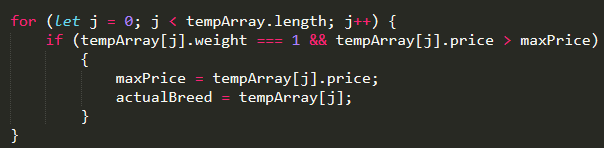 for (let j = 0; j < tempArray.length; j++) {
    if (tempArray[j].weight === 1 && tempArray[j].price > maxPrice)
        {
            maxPrice = tempArray[j].price;
            actualBreed = tempArray[j];
        }
}